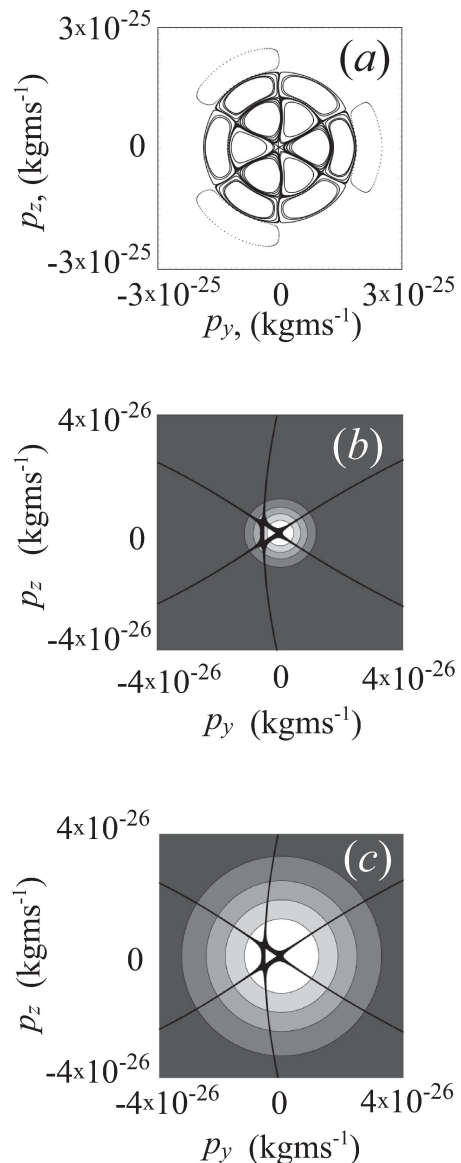 3x10⁻²⁵
(a)
p_z, (kgms⁻¹)
0
-3x10⁻²⁵
-3x10⁻²⁵ 0 3x10⁻²⁵
p_y, (kgms⁻¹)
4x10⁻²⁶
(b)
p_z (kgms⁻¹)
0
-4x10⁻²⁶
-4x10⁻²⁶ 0 4x10⁻²⁶
p_y (kgms⁻¹)
4x10⁻²⁶
(c)
p_z (kgms⁻¹)
0
-4x10⁻²⁶
-4x10⁻²⁶ 0 4x10⁻²⁶
p_y (kgms⁻¹)